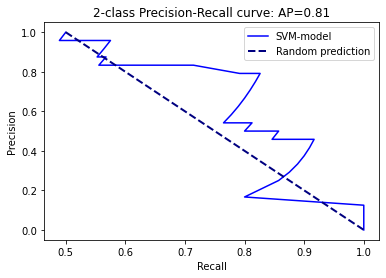 2-class Precision-Recall curve: AP=0.81
SVM-model
Random prediction
Precision
1.0
0.8
0.6
0.4
0.2
0.0
0.5
0.6
0.7
0.8
0.9
1.0
Recall